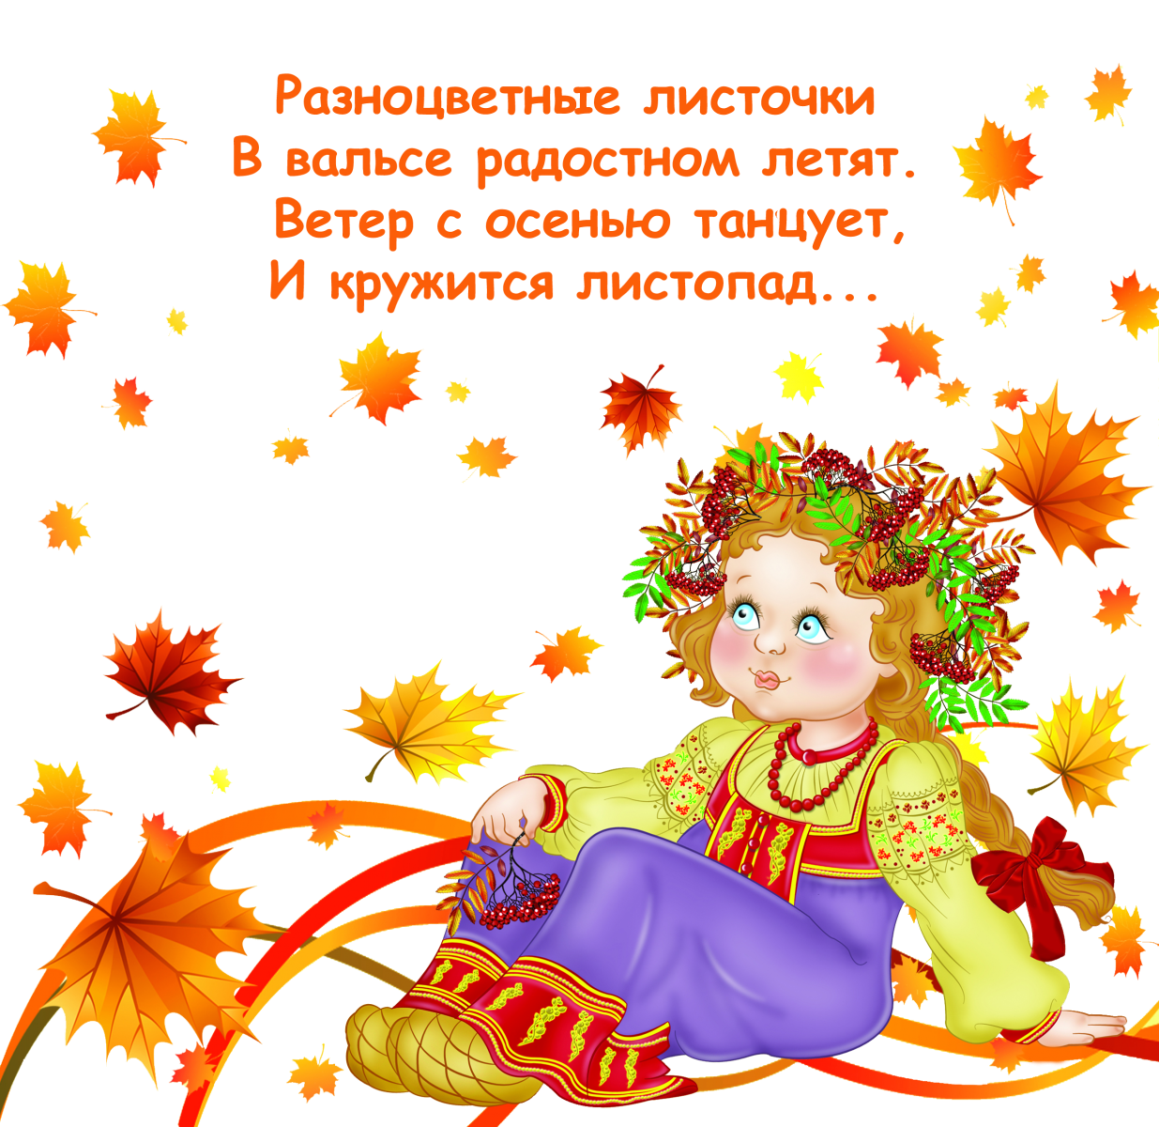 Разноцветные листочки
В вальсе радостном летят.
Ветер с осенью танцует,
И кружится листопад...